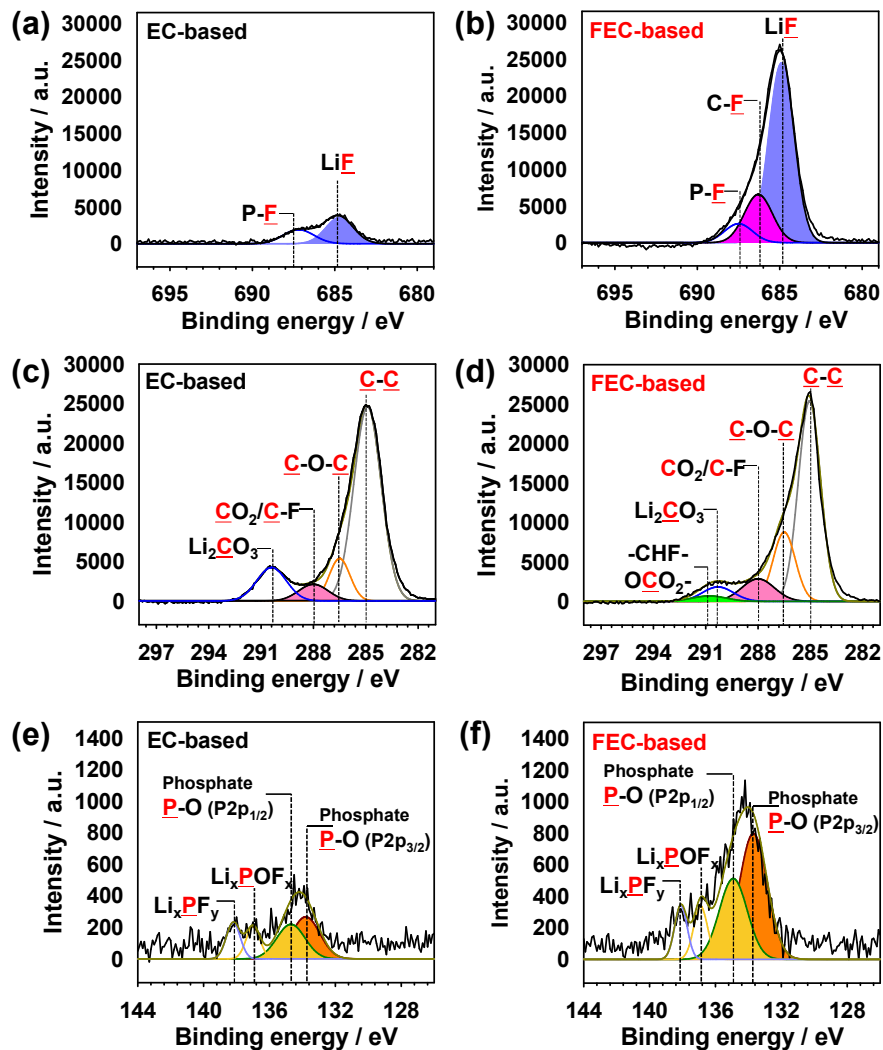 (a)
EC-based
30000
25000
20000
15000
10000
5000
0
Intensity / a.u.
P-F
LiF
695 690 685 680
Binding energy / eV
(b)
FEC-based
30000
25000
20000
15000
10000
5000
0
Intensity / a.u.
LiF
C-F
P-F
695 690 685 680
Binding energy / eV
(c)
EC-based
30000
25000
20000
15000
10000
5000
0
Intensity / a.u.
C-C
C-O-C
CO₂/C-F
Li₂CO₃
297 294 291 288 285 282
Binding energy / eV
(d)
FEC-based
30000
25000
20000
15000
10000
5000
0
Intensity / a.u.
C-C
C-O-C
CO₂/C-F
Li₂CO₃
-CHF-
OCO₂-
297 294 291 288 285 282
Binding energy / eV
(e)
EC-based
1400
1200
1000
800
600
400
200
0
Intensity / a.u.
Phosphate
P-O (P2p₁/₂)
Phosphate
P-O (P2p₃/₂)
LiₓPOFₓ
LiₓPFᵧ
144 140 136 132 128
Binding energy / eV
(f)
FEC-based
1400
1200
1000
800
600
400
200
0
Intensity / a.u.
Phosphate
P-O (P2p₁/₂)
Phosphate
P-O (P2p₃/₂)
LiₓPOFₓ
LiₓPFᵧ
144 140 136 132 128
Binding energy / eV